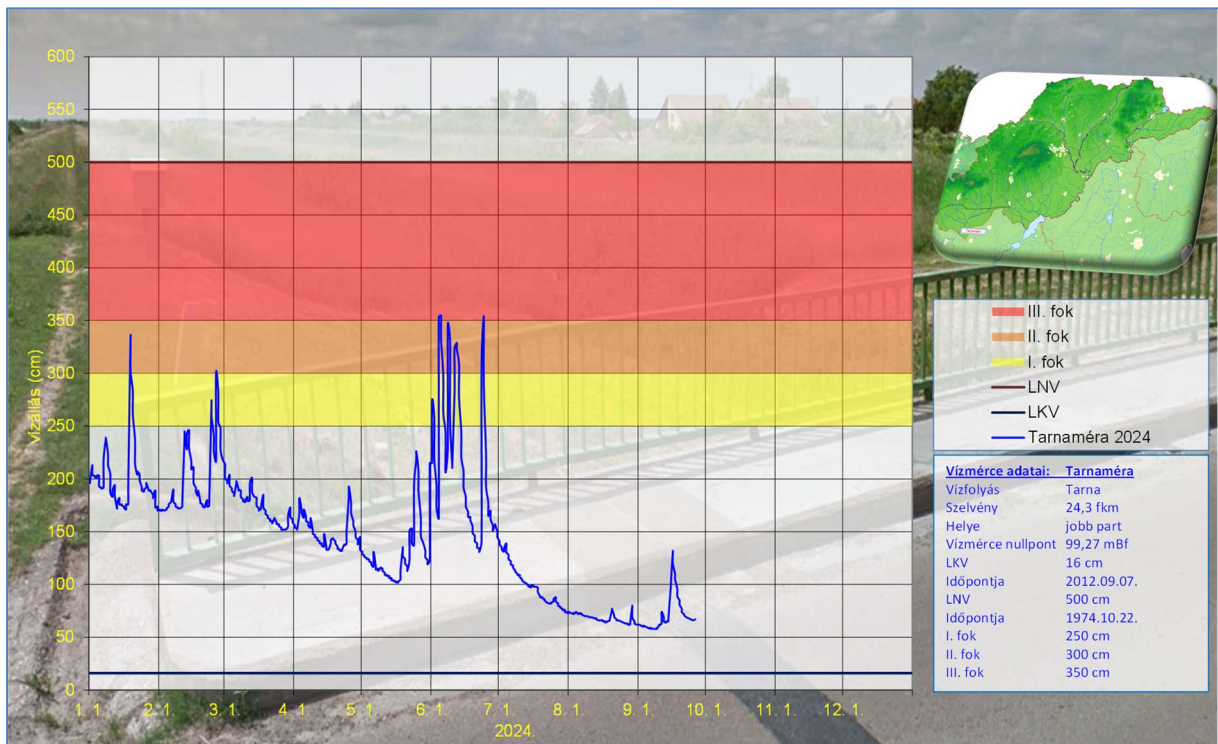 600
550
500
450
400
350
300
250
200
150
100
50
0
Vízállás (cm)
1. 1. 2. 1. 3. 1. 4. 1. 5. 1. 6. 1. 7. 1. 8. 1. 9. 1. 10. 1. 11. 1. 12. 1.
2024.
III. fok
II. fok
I. fok
LNV
LKV
Tarnaméra 2024
Vízmérce adatai: Tarnaméra
Vízfolyás Tarna
Szelvény 24,3 fkm
Helye jobb part
Vízmérce nullpont 99,27 mBf
LKV 16 cm
Időpontja 2012.09.07.
LNV 500 cm
Időpontja 1974.10.22.
I. fok 250 cm
II. fok 300 cm
III. fok 350 cm